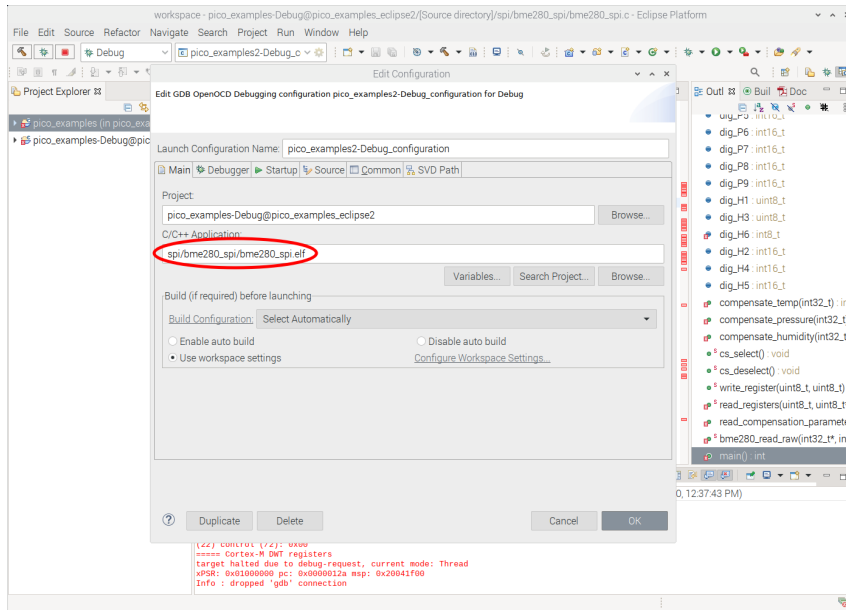 workspace - pico_examples-Debug@pico_examples_eclipse2/[Source directory]/spi/bme280_spi/bme280_spi.c - Eclipse Platform
File Edit Source Refactor Navigate Search Project Run Window Help
Debug pico_examples2-Debug_c
Edit Configuration
Project Explorer
pico_examples (in pico_exa
pico_examples-Debug@pic
Edit GDB OpenOCD Debugging configuration pico_examples2-Debug_configuration for Debug
Launch Configuration Name: pico_examples2-Debug_configuration
Main Debugger Startup Source Common SVD Path
Project:
pico_examples-Debug@pico_examples_eclipse2 Browse...
C/C++ Application:
spi/bme280_spi/bme280_spi.elf
Variables... Search Project... Browse...
Build (if required) before launching
Build Configuration: Select Automatically
Enable auto build Disable auto build
Use workspace settings Configure Workspace Settings...
? Duplicate Delete Cancel OK
Outl Buil Doc
dig_P5 : int16_t
dig_P6 : int16_t
dig_P7 : int16_t
dig_P8 : int16_t
dig_P9 : int16_t
dig_H1 : uint8_t
dig_H3 : uint8_t
dig_H6 : int8_t
dig_H2 : int16_t
dig_H4 : int16_t
dig_H5 : int16_t
compensate_temp(int32_t) : in
compensate_pressure(int32_t
compensate_humidity(int32_t
cs_select() : void
cs_deselect() : void
write_register(uint8_t, uint8_t)
read_registers(uint8_t, uint8_t*
read_compensation_paramete
bme280_read_raw(int32_t*, in
main() : int
0, 12:37:43 PM)
(22) control (/2): 0x00
===== Cortex-M DWT registers
target halted due to debug-request, current mode: Thread
xPSR: 0x01000000 pc: 0x0000012a msp: 0x20041f00
Info : dropped 'gdb' connection